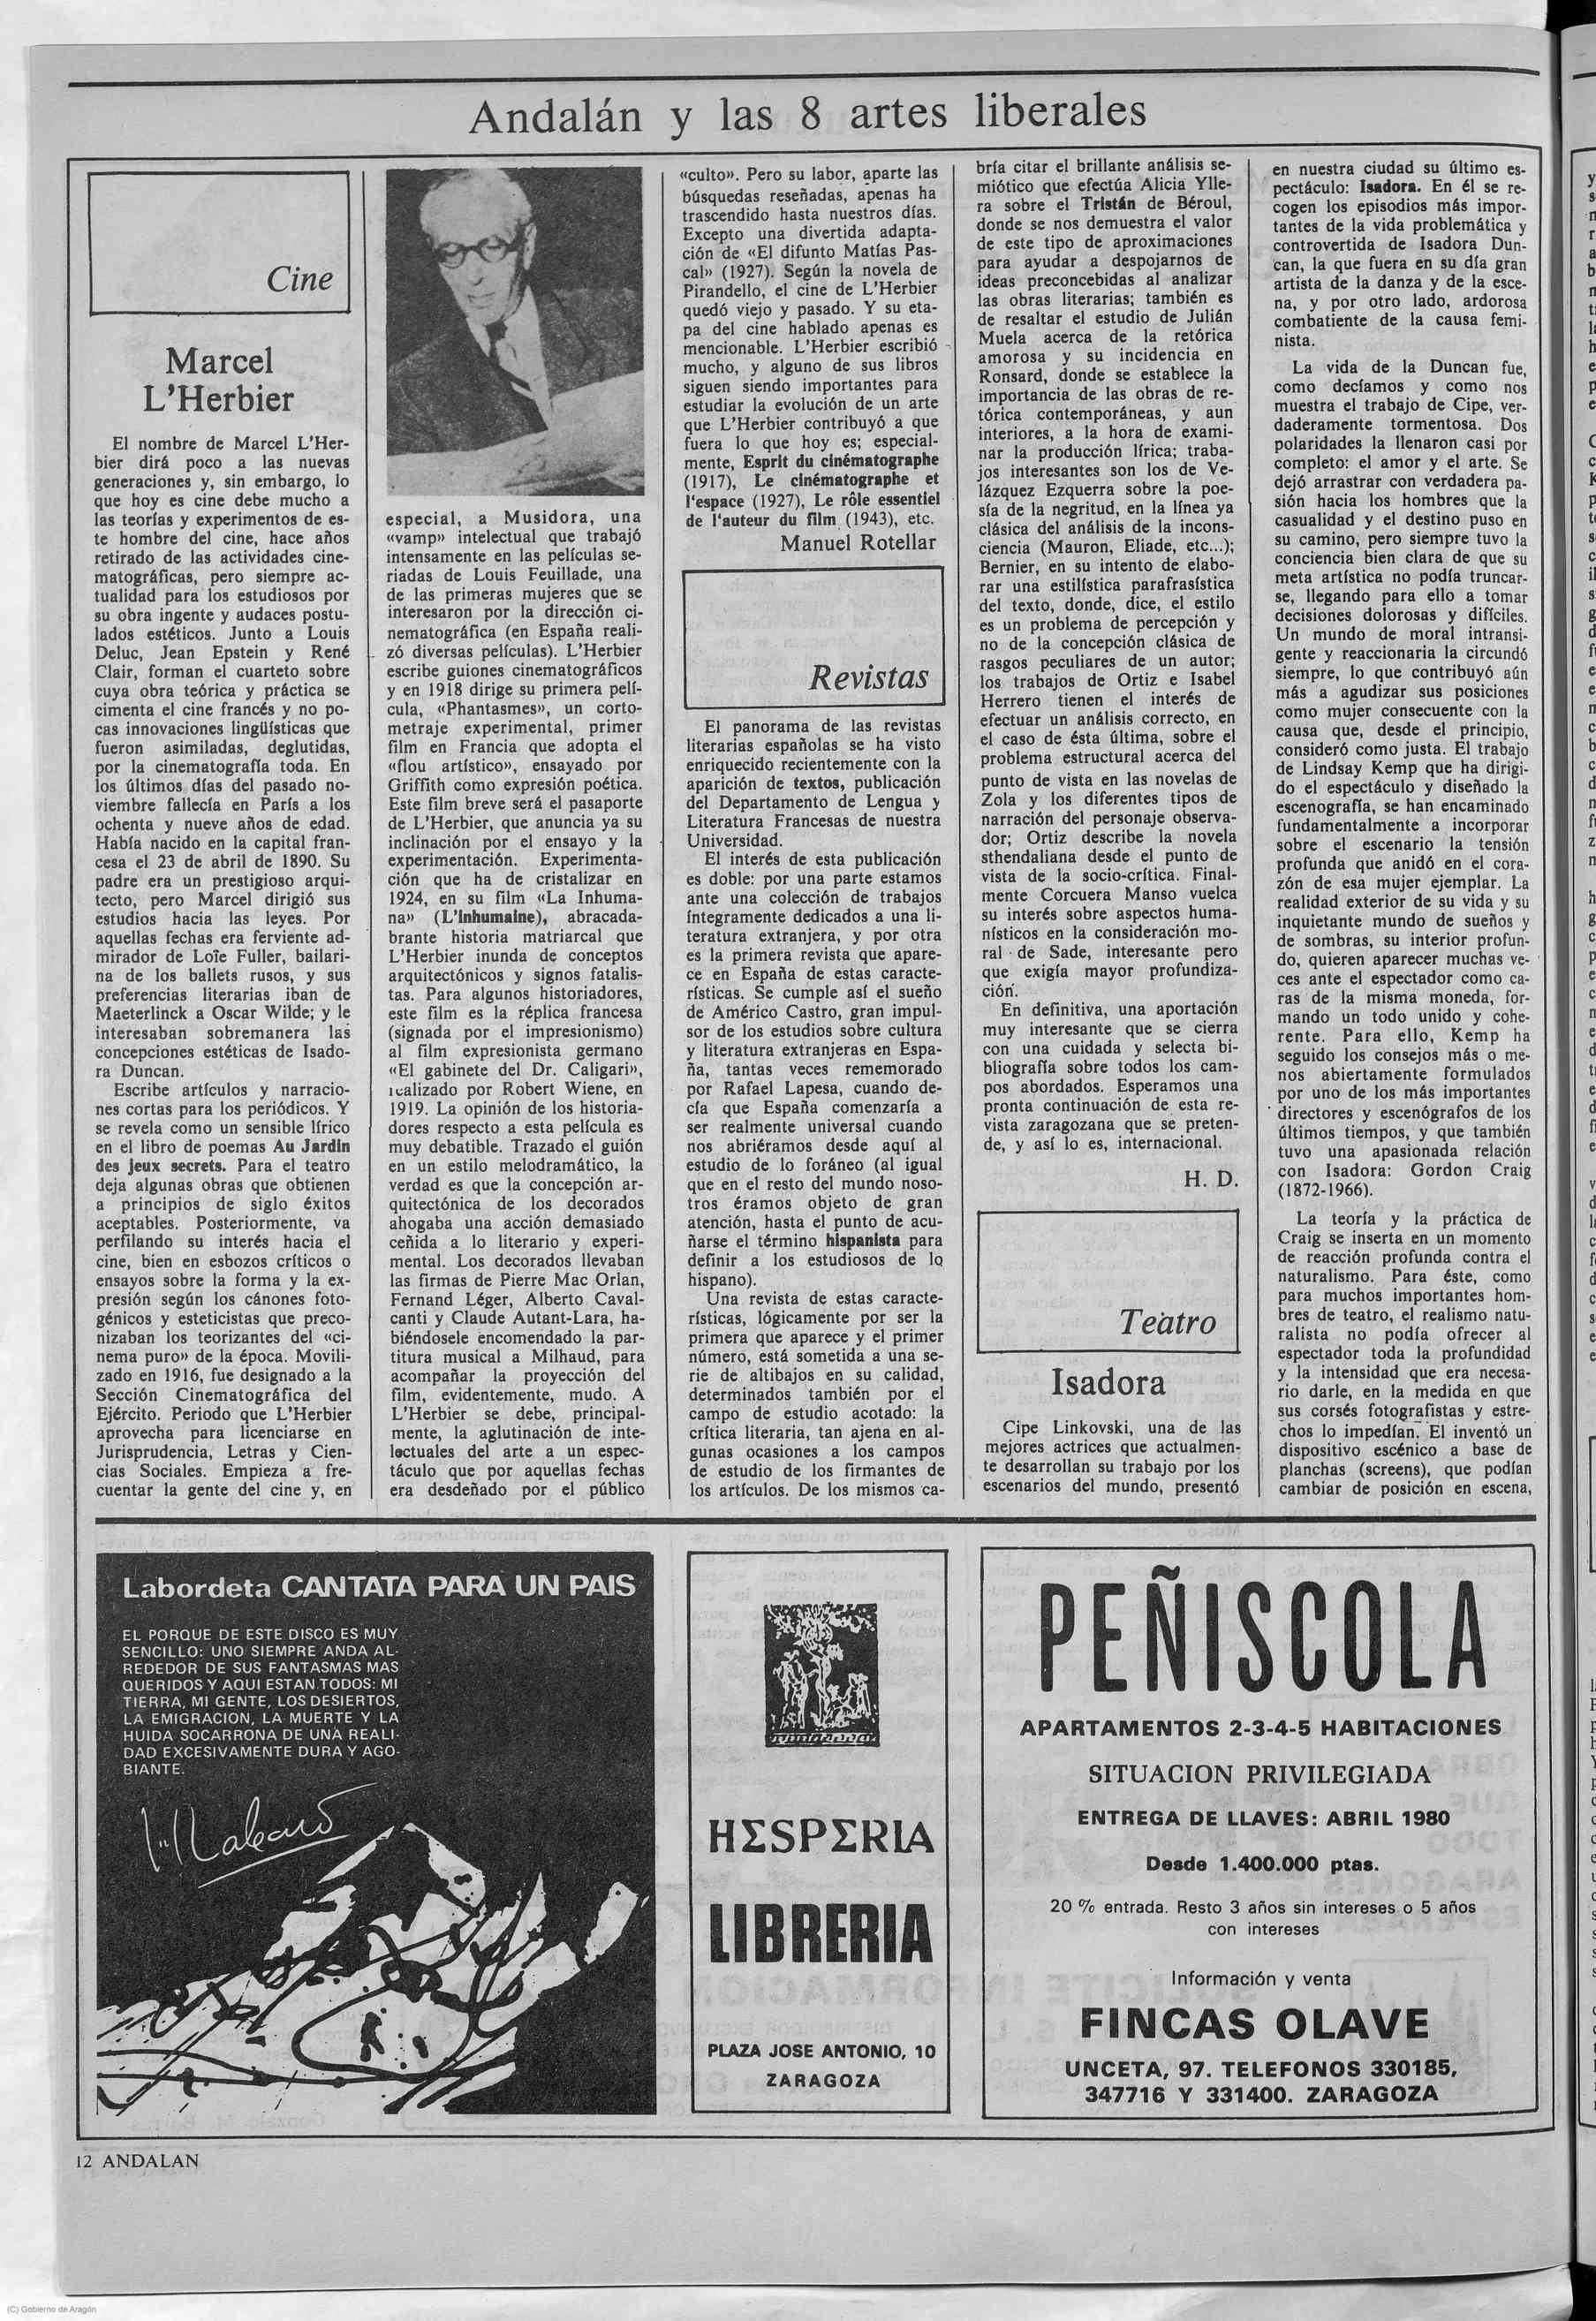 Andalán y las 8 artes liberales
Cine
Marcel
L'Herbier
El nombre de Marcel L'Her-
bier dirá poco a las nuevas
generaciones y, sin embargo, lo
que hoy es cine debe mucho a
las teorías y experimentos de es-
te hombre del cine, hace años
retirado de las actividades cine-
matográficas, pero siempre ac-
tualidad para los estudiosos por
su obra ingente y audaces postu-
lados estéticos. Junto a Louis
Deluc, Jean Epstein y René
Clair, forman el cuarteto sobre
cuya obra teórica y práctica se
cimenta el cine francés y no po-
cas innovaciones lingüísticas que
fueron asimiladas, deglutidas,
por la cinematografía toda. En
los últimos días del pasado no-
viembre fallecía en París a los
ochenta y nueve años de edad.
Había nacido en la capital fran-
cesa el 23 de abril de 1890. Su
padre era un prestigioso arqui-
tecto, pero Marcel dirigió sus
estudios hacia las leyes. Por
aquellas fechas era ferviente ad-
mirador de Loïe Fuller, bailari-
na de los ballets rusos, y sus
preferencias literarias iban de
Maeterlinck a Oscar Wilde; y le
interesaban sobremanera las
concepciones estéticas de Isado-
ra Duncan.
Escribe artículos y narracio-
nes cortas para los periódicos. Y
se revela como un sensible lírico
en el libro de poemas Au Jardin
des jeux secrets. Para el teatro
deja algunas obras que obtienen
a principios de siglo éxitos
aceptables. Posteriormente, va
perfilando su interés hacia el
cine, bien en esbozos críticos o
ensayos sobre la forma y la ex-
presión según los cánones foto-
génicos y esteticistas que preco-
nizaban los teorizantes del «ci-
nema puro» de la época. Movili-
zado en 1916, fue designado a la
Sección Cinematográfica del
Ejército. Periodo que L'Herbier
aprovecha para licenciarse en
Jurisprudencia, Letras y Cien-
cias Sociales. Empieza a fre-
cuentar la gente del cine y, en
especial, a Musidora, una
«vamp» intelectual que trabajó
intensamente en las películas se-
riadas de Louis Feuillade, una
de las primeras mujeres que se
interesaron por la dirección ci-
nematográfica (en España reali-
zó diversas películas). L'Herbier
escribe guiones cinematográficos
y en 1918 dirige su primera pelí-
cula, «Phantasmes», un corto-
metraje experimental, primer
film en Francia que adopta el
«flou artístico», ensayado por
Griffith como expresión poética.
Este film breve será el pasaporte
de L'Herbier, que anuncia ya su
inclinación por el ensayo y la
experimentación. Experimenta-
ción que ha de cristalizar en
1924, en su film «La Inhuma-
na» (L'inhumaine), abracada-
brante historia matriarcal que
L'Herbier inunda de conceptos
arquitectónicos y signos fatalis-
tas. Para algunos historiadores,
este film es la réplica francesa
(signada por el impresionismo)
al film expresionista germano
«El gabinete del Dr. Caligari»,
realizado por Robert Wiene, en
1919. La opinión de los historia-
dores respecto a esta película es
muy debatible. Trazado el guión
en un estilo melodramático, la
verdad es que la concepción ar-
quitectónica de los decorados
ahogaba una acción demasiado
ceñida a lo literario y experi-
mental. Los decorados llevaban
las firmas de Pierre Mac Orlan,
Fernand Léger, Alberto Caval-
canti y Claude Autant-Lara, ha-
biéndosele encomendado la par-
titura musical a Milhaud, para
acompañar la proyección del
film, evidentemente, mudo. A
L'Herbier se debe, principal-
mente, la aglutinación de inte-
lectuales del arte a un espec-
táculo que por aquellas fechas
era desdeñado por el público
«culto». Pero su labor, aparte las
búsquedas reseñadas, apenas ha
trascendido hasta nuestros días.
Excepto una divertida adapta-
ción de «El difunto Matías Pas-
cal» (1927). Según la novela de
Pirandello, el cine de L'Herbier
quedó viejo y pasado. Y su eta-
pa del cine hablado apenas es
mencionable. L'Herbier escribió
mucho, y alguno de sus libros
siguen siendo importantes para
estudiar la evolución de un arte
que L'Herbier contribuyó a que
fuera lo que hoy es; especial-
mente, Esprit du cinématographe
(1917), Le cinématographe et
l'espace (1927), Le rôle essentiel
de l'auteur du film (1943), etc.
Manuel Rotellar
Revistas
El panorama de las revistas
literarias españolas se ha visto
enriquecido recientemente con la
aparición de textos, publicación
del Departamento de Lengua y
Literatura Francesas de nuestra
Universidad.
El interés de esta publicación
es doble: por una parte estamos
ante una colección de trabajos
íntegramente dedicados a una li-
teratura extranjera, y por otra
es la primera revista que apare-
ce en España de estas caracte-
rísticas. Se cumple así el sueño
de Américo Castro, gran impul-
sor de los estudios sobre cultura
y literatura extranjeras en Espa-
ña, tantas veces rememorado
por Rafael Lapesa, cuando de-
cía que España comenzaría a
ser realmente universal cuando
nos abriéramos desde aquí al
estudio de lo foráneo (al igual
que en el resto del mundo noso-
tros éramos objeto de gran
atención, hasta el punto de acu-
ñarse el término hispanista para
definir a los estudiosos de lo
hispano).
Una revista de estas caracte-
rísticas, lógicamente por ser la
primera que aparece y el primer
número, está sometida a una se-
rie de altibajos en su calidad,
determinados también por el
campo de estudio acotado: la
crítica literaria, tan ajena en al-
gunas ocasiones a los campos
de estudio de los firmantes de
los artículos. De los mismos ca-
bría citar el brillante análisis se-
miótico que efectúa Alicia Ylle-
ra sobre el Tristán de Béroul,
donde se nos demuestra el valor
de este tipo de aproximaciones
para ayudar a despojarnos de
ideas preconcebidas al analizar
las obras literarias; también es
de resaltar el estudio de Julián
Muela acerca de la retórica
amorosa y su incidencia en
Ronsard, donde se establece la
importancia de las obras de re-
tórica contemporáneas, y aun
interiores, a la hora de exami-
nar la producción lírica; traba-
jos interesantes son los de Ve-
lázquez Ezquerra sobre la poe-
sía de la negritud, en la línea ya
clásica del análisis de la incons-
ciencia (Mauron, Eliade, etc...);
Bernier, en su intento de elabo-
rar una estilística parafrasística
del texto, donde, dice, el estilo
es un problema de percepción y
no de la concepción clásica de
rasgos peculiares de un autor;
los trabajos de Ortiz e Isabel
Herrero tienen el interés de
efectuar un análisis correcto, en
el caso de ésta última, sobre el
problema estructural acerca del
punto de vista en las novelas de
Zola y los diferentes tipos de
narración del personaje observa-
dor; Ortiz describe la novela
sthendaliana desde el punto de
vista de la socio-crítica. Final-
mente Corcuera Manso vuelca
su interés sobre aspectos huma-
nísticos en la consideración mo-
ral de Sade, interesante pero
que exigía mayor profundiza-
ción.
En definitiva, una aportación
muy interesante que se cierra
con una cuidada y selecta bi-
bliografía sobre todos los cam-
pos abordados. Esperamos una
pronta continuación de esta re-
vista zaragozana que se preten-
de, y así lo es, internacional.
H. D.
Teatro
Isadora
Cipe Linkovski, una de las
mejores actrices que actualmen-
te desarrollan su trabajo por los
escenarios del mundo, presentó
en nuestra ciudad su último es-
pectáculo: Isadora. En él se re-
cogen los episodios más impor-
tantes de la vida problemática y
controvertida de Isadora Dun-
can, la que fuera en su día gran
artista de la danza y de la esce-
na, y por otro lado, ardorosa
combatiente de la causa femi-
nista.
La vida de la Duncan fue,
como decíamos y como nos
muestra el trabajo de Cipe, ver-
daderamente tormentosa. Dos
polaridades la llenaron casi por
completo: el amor y el arte. Se
dejó arrastrar con verdadera pa-
sión hacia los hombres que la
casualidad y el destino puso en
su camino, pero siempre tuvo la
conciencia bien clara de que su
meta artística no podía truncar-
se, llegando para ello a tomar
decisiones dolorosas y difíciles.
Un mundo de moral intransi-
gente y reaccionaria la circundó
siempre, lo que contribuyó aún
más a agudizar sus posiciones
como mujer consecuente con la
causa que, desde el principio,
consideró como justa. El trabajo
de Lindsay Kemp que ha dirigi-
do el espectáculo y diseñado la
escenografía, se han encaminado
fundamentalmente a incorporar
sobre el escenario la tensión
profunda que anidó en el cora-
zón de esa mujer ejemplar. La
realidad exterior de su vida y su
inquietante mundo de sueños y
de sombras, su interior profun-
do, quieren aparecer muchas ve-
ces ante el espectador como ca-
ras de la misma moneda, for-
mando un todo unido y cohe-
rente. Para ello, Kemp ha
seguido los consejos más o me-
nos abiertamente formulados
por uno de los más importantes
directores y escenógrafos de los
últimos tiempos, y que también
tuvo una apasionada relación
con Isadora: Gordon Craig
(1872-1966).
La teoría y la práctica de
Craig se inserta en un momento
de reacción profunda contra el
naturalismo. Para éste, como
para muchos importantes hom-
bres de teatro, el realismo natu-
ralista no podía ofrecer al
espectador toda la profundidad
y la intensidad que era necesa-
rio darle, en la medida en que
sus corsés fotografistas y estre-
chos lo impedían. El inventó un
dispositivo escénico a base de
planchas (screens), que podían
cambiar de posición en escena,
Labordeta CANTATA PARA UN PAIS
EL PORQUE DE ESTE DISCO ES MUY
SENCILLO: UNO SIEMPRE ANDA AL-
REDEDOR DE SUS FANTASMAS MAS
QUERIDOS Y AQUI ESTAN TODOS: MI
TIERRA, MI GENTE, LOS DESIERTOS,
LA EMIGRACION, LA MUERTE Y LA
HUIDA SOCARRONA DE UNA REALI-
DAD EXCESIVAMENTE DURA Y AGO-
BIANTE.
HΣSPΣRIA
LIBRERIA
PLAZA JOSE ANTONIO, 10
ZARAGOZA
PEÑISCOLA
APARTAMENTOS 2-3-4-5 HABITACIONES
SITUACION PRIVILEGIADA
ENTREGA DE LLAVES: ABRIL 1980
Desde 1.400.000 ptas.
20 % entrada. Resto 3 años sin intereses o 5 años
con intereses
Información y venta
FINCAS OLAVE
UNCETA, 97. TELEFONOS 330185,
347716 Y 331400. ZARAGOZA
12 ANDALAN
(C) Gobierno de Aragón